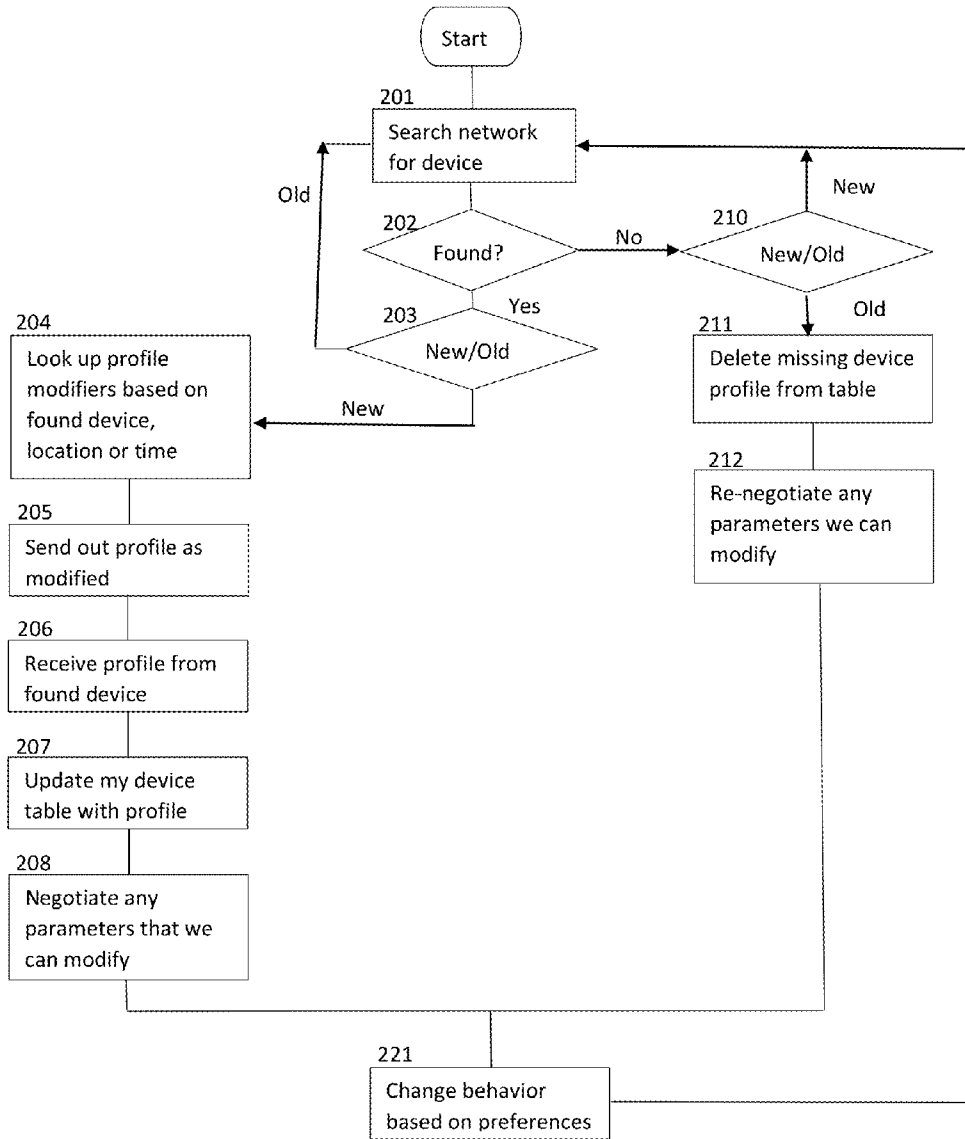 Start
201
Search network
for device
Old
202
Found?
No
210
New/Old
New
Yes
203
New/Old
Old
204
Look up profile
modifiers based on
found device,
location or time
New
211
Delete missing device
profile from table
205
Send out profile as
modified
212
Re-negotiate any
parameters we can
modify
206
Receive profile from
found device
207
Update my device
table with profile
208
Negotiate any
parameters that we
can modify
221
Change behavior
based on preferences